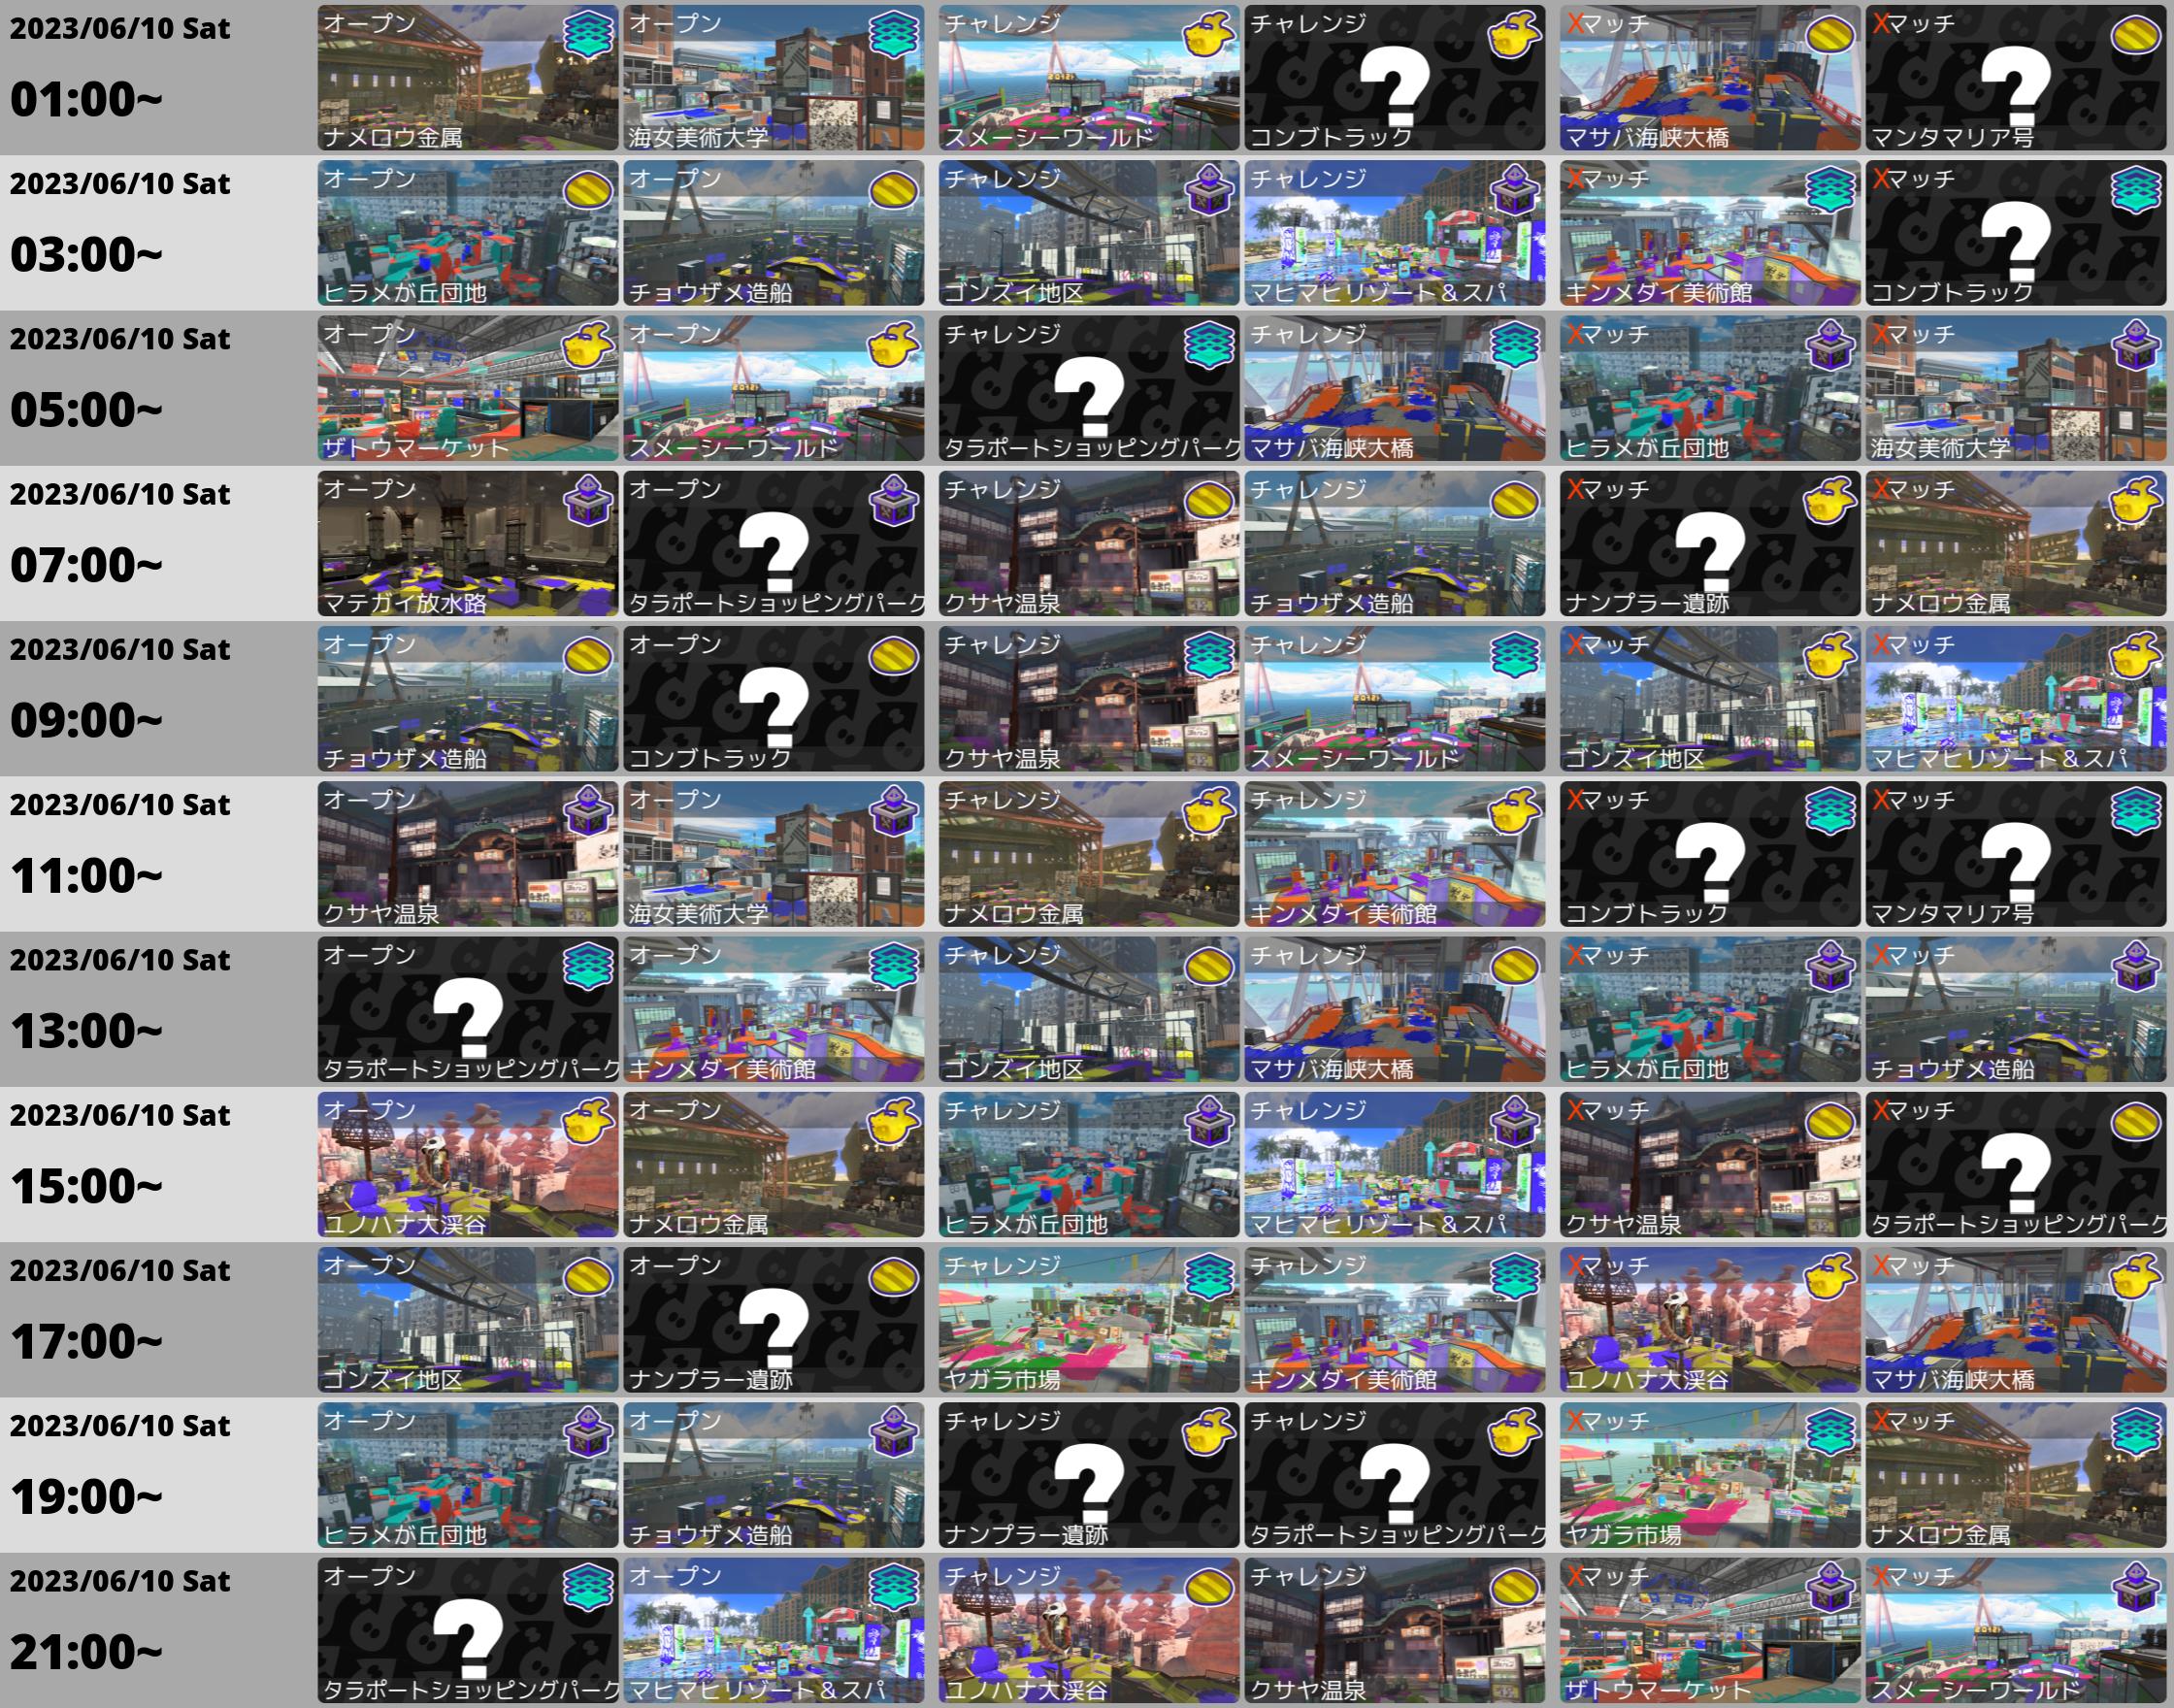 2023/06/10 Sat
01:00~
オープン オープン チャレンジ チャレンジ Xマッチ Xマッチ
ナメロウ金属 海女美術大学 スメーシーワールド コンブトラック マサバ海峡大橋 マンタマリア号
2023/06/10 Sat
03:00~
オープン オープン チャレンジ チャレンジ Xマッチ Xマッチ
ヒラメが丘団地 チョウザメ造船 ゴンズイ地区 マヒマヒリゾート＆スパ キンメダイ美術館 コンブトラック
2023/06/10 Sat
05:00~
オープン オープン チャレンジ チャレンジ Xマッチ Xマッチ
ザトウマーケット スメーシーワールド タラポートショッピングパーク マサバ海峡大橋 ヒラメが丘団地 海女美術大学
2023/06/10 Sat
07:00~
オープン オープン チャレンジ チャレンジ Xマッチ Xマッチ
マテガイ放水路 タラポートショッピングパーク クサヤ温泉 チョウザメ造船 ナンプラー遺跡 ナメロウ金属
2023/06/10 Sat
09:00~
オープン オープン チャレンジ チャレンジ Xマッチ Xマッチ
チョウザメ造船 コンブトラック クサヤ温泉 スメーシーワールド ゴンズイ地区 マヒマヒリゾート＆スパ
2023/06/10 Sat
11:00~
オープン オープン チャレンジ チャレンジ Xマッチ Xマッチ
クサヤ温泉 海女美術大学 ナメロウ金属 キンメダイ美術館 コンブトラック マンタマリア号
2023/06/10 Sat
13:00~
オープン オープン チャレンジ チャレンジ Xマッチ Xマッチ
タラポートショッピングパーク キンメダイ美術館 ゴンズイ地区 マサバ海峡大橋 ヒラメが丘団地 チョウザメ造船
2023/06/10 Sat
15:00~
オープン オープン チャレンジ チャレンジ Xマッチ Xマッチ
ユノハナ大渓谷 ナメロウ金属 ヒラメが丘団地 マヒマヒリゾート＆スパ クサヤ温泉 タラポートショッピングパーク
2023/06/10 Sat
17:00~
オープン オープン チャレンジ チャレンジ Xマッチ Xマッチ
ゴンズイ地区 ナンプラー遺跡 ヤガラ市場 キンメダイ美術館 ユノハナ大渓谷 マサバ海峡大橋
2023/06/10 Sat
19:00~
オープン オープン チャレンジ チャレンジ Xマッチ Xマッチ
ヒラメが丘団地 チョウザメ造船 ナンプラー遺跡 タラポートショッピングパーク ヤガラ市場 ナメロウ金属
2023/06/10 Sat
21:00~
オープン オープン チャレンジ チャレンジ Xマッチ Xマッチ
タラポートショッピングパーク マヒマヒリゾート＆スパ ユノハナ大渓谷 クサヤ温泉 ザトウマーケット スメーシーワールド